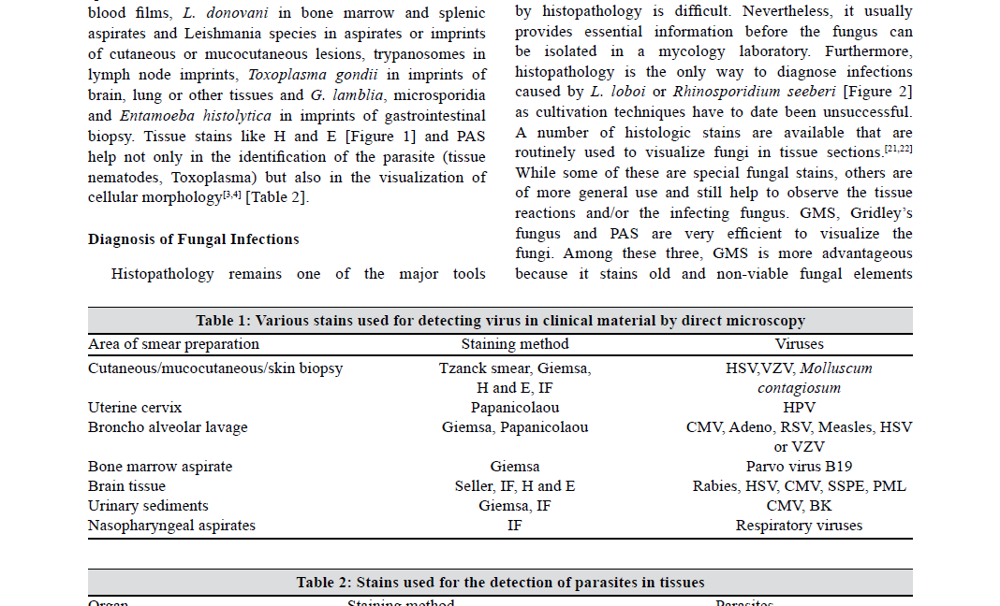 blood films, L. donovani in bone marrow and splenic
aspirates and Leishmania species in aspirates or imprints
of cutaneous or mucocutaneous lesions, trypanosomes in
lymph node imprints, Toxoplasma gondii in imprints of
brain, lung or other tissues and G. lamblia, microsporidia
and Entamoeba histolytica in imprints of gastrointestinal
biopsy. Tissue stains like H and E [Figure 1] and PAS
help not only in the identification of the parasite (tissue
nematodes, Toxoplasma) but also in the visualization of
cellular morphology[3,4] [Table 2].
Diagnosis of Fungal Infections
Histopathology remains one of the major tools
by histopathology is difficult. Nevertheless, it usually
provides essential information before the fungus can
be isolated in a mycology laboratory. Furthermore,
histopathology is the only way to diagnose infections
caused by L. loboi or Rhinosporidium seeberi [Figure 2]
as cultivation techniques have to date been unsuccessful.
A number of histologic stains are available that are
routinely used to visualize fungi in tissue sections.[21,22]
While some of these are special fungal stains, others are
of more general use and still help to observe the tissue
reactions and/or the infecting fungus. GMS, Gridley's
fungus and PAS are very efficient to visualize the
fungi. Among these three, GMS is more advantageous
because it stains old and non-viable fungal elements
Table 1: Various stains used for detecting virus in clinical material by direct microscopy
Area of smear preparation Staining method Viruses
Cutaneous/mucocutaneous/skin biopsy Tzanck smear, Giemsa, HSV,VZV, Molluscum
H and E, IF contagiosum
Uterine cervix Papanicolaou HPV
Broncho alveolar lavage Giemsa, Papanicolaou CMV, Adeno, RSV, Measles, HSV
or VZV
Bone marrow aspirate Giemsa Parvo virus B19
Brain tissue Seller, IF, H and E Rabies, HSV, CMV, SSPE, PML
Urinary sediments Giemsa, IF CMV, BK
Nasopharyngeal aspirates IF Respiratory viruses
Table 2: Stains used for the detection of parasites in tissues
Organ Staining method Parasites